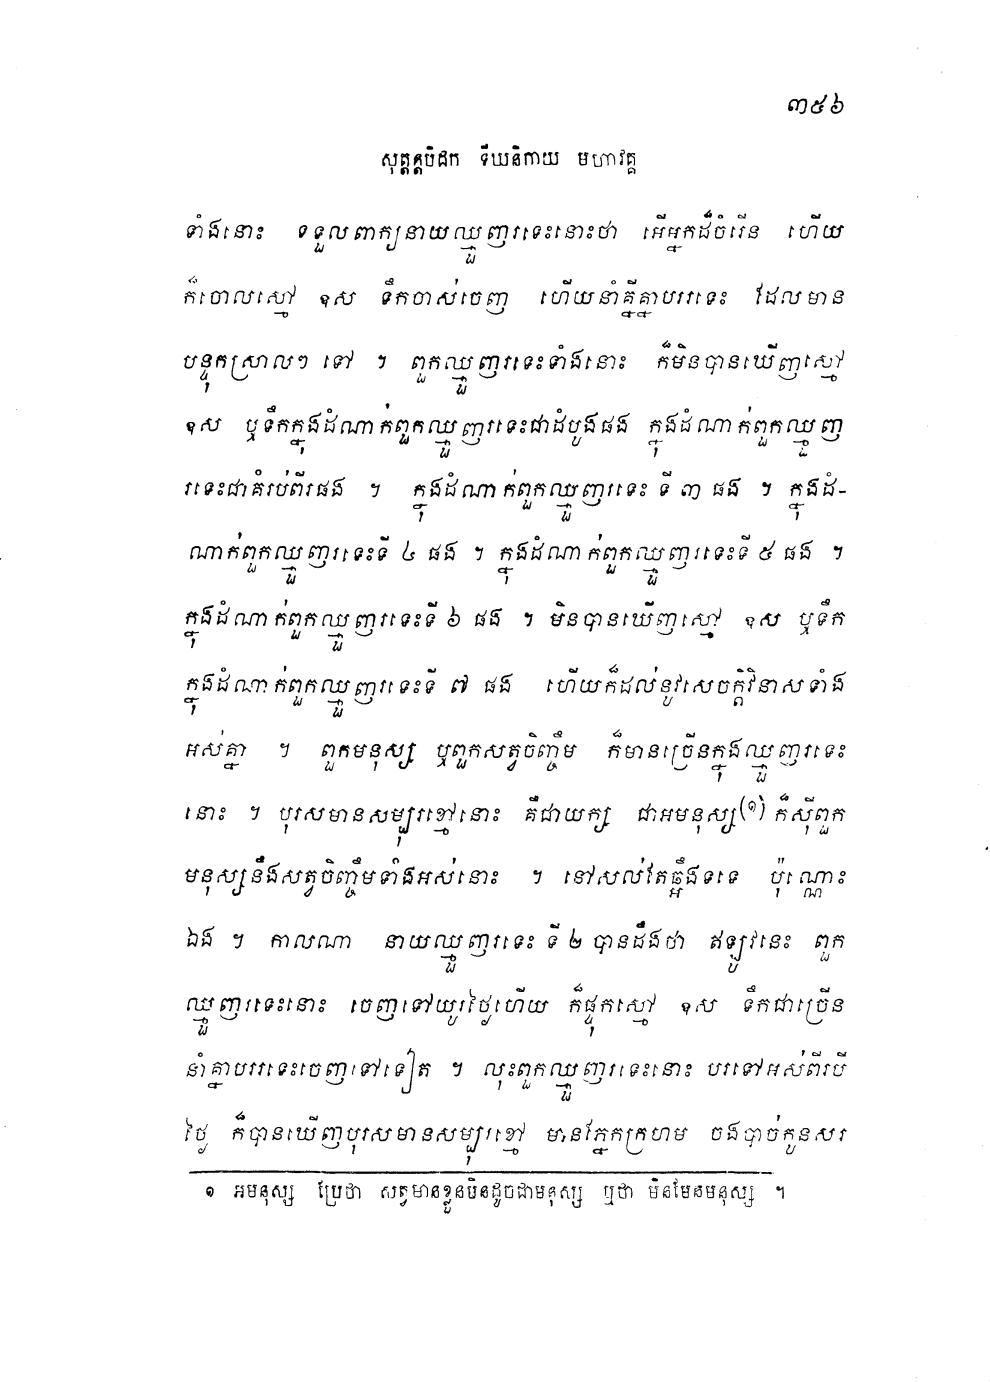 ៣៥៦
សុត្តន្តបិដក ទីឃនិកាយ មហាវគ្គ
ទាំងនោះ ទទួលពាក្យនាយឈ្មួញរទេះនោះថា អើអ្នកដ៏ចំរើន ហើយ
ក៏ចោលស្មៅ ឧស ទឹកចាស់ចេញ ហើយនាំគ្នីគ្នាបររទេះ ដែលមាន
បន្ទុកស្រាលៗ ទៅ ។ ពួកឈ្មួញរទេះទាំងនោះ ក៏មិនបានឃើញស្មៅ
ឧស ឬទឹកក្នុងដំណាក់ពួកឈ្មួញរទេះជាដំបូងផង ក្នុងដំណាក់ពួកឈ្មួញ
រទេះជាគំរប់ពីរផង ។ ក្នុងដំណាក់ពួកឈ្មួញរទេះ ទី ៣ ផង ។ ក្នុងដំ-
ណាក់ពួកឈ្មួញរទេះទី ៤ ផង ។ ក្នុងដំណាក់ពួកឈ្មួញរទេះទី ៥ ផង ។
ក្នុងដំណាក់ពួកឈ្មួញរទេះទី ៦ ផង ។ មិនបានឃើញស្មៅ ឧស ឬទឹក
ក្នុងដំណាក់ពួកឈ្មួញរទេះទី ៧ ផង ហើយក៏ដល់នូវសេចក្តីវិនាសទាំង
អស់គ្នា ។ ពួកមនុស្ស ឬពួកសត្វចិញ្ចឹម ក៏មានច្រើនក្នុងឈ្មួញរទេះ
នោះ ។ បុរសមានសម្បុរខ្មៅនោះ គឺជាយក្ស ជាអមនុស្ស(១) ក៏ស៊ីពួក
មនុស្សនឹងសត្វចិញ្ចឹមទាំងអស់នោះ ។ នៅសល់តែឆ្អឹងទទេ ប៉ុណ្ណោះ
ឯង ។ កាលណា នាយឈ្មួញរទេះ ទី ២ បានដឹងថា ឥឡូវនេះ ពួក
ឈ្មួញរទេះនោះ ចេញទៅយូរថ្ងៃហើយ ក៏ផ្ទុកស្មៅ ឧស ទឹកជាច្រើន
នាំគ្នាបររទេះចេញទៅទៀត ។ លុះពួកឈ្មួញរទេះនោះ បរទៅអស់ពីរបី
ថ្ងៃ ក៏បានឃើញបុរសមានសម្បុរខ្មៅ មានភ្នែកក្រហម ចងបាច់កូនសរ
១ អមនុស្ស ប្រែថា សត្វមានខ្លួនមិនដូចជាមនុស្ស ឬថា មិនមែនមនុស្ស ។